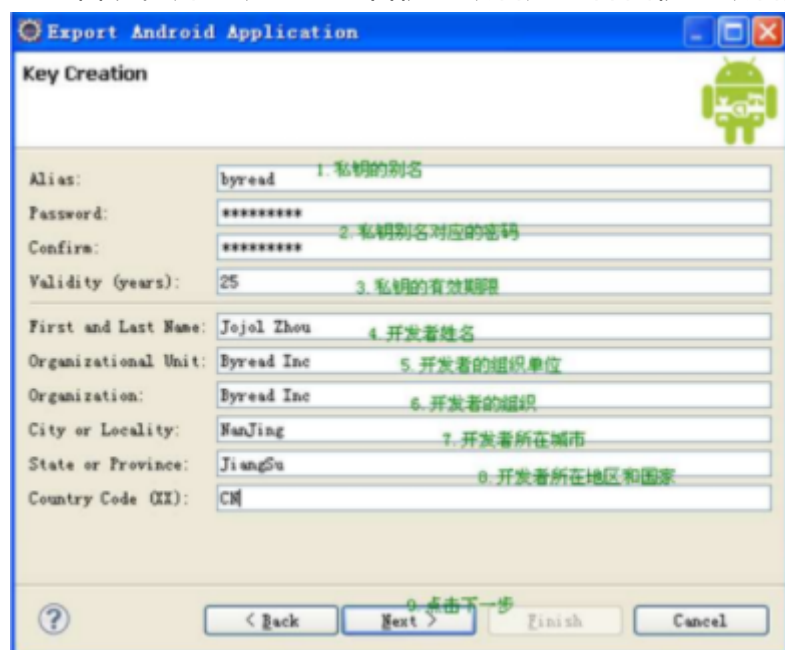 Export Android Application
Key Creation
Alias: byread 1.私钥的别名
Password: *********
2.私钥别名对应的密码
Confirm: *********
Validity (years): 25 3.私钥的有效期限
First and Last Name: Jojol Zhou 4.开发者姓名
Organizational Unit: Byread Inc 5.开发者的组织单位
Organization: Byread Inc 6.开发者的组织
City or Locality: NanJing 7.开发者所在城市
State or Province: JiangSu 8.开发者所在地区和国家
Country Code (XX): CN
9.点击下一步
? < Back Next > Finish Cancel